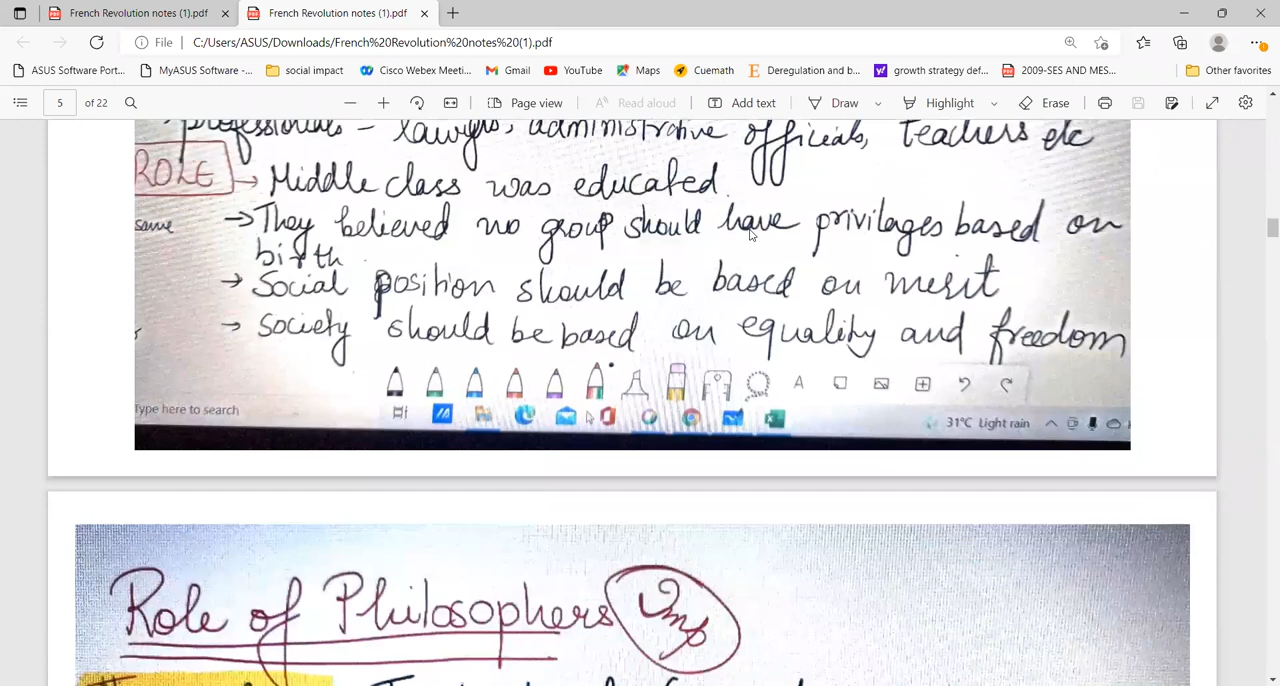 French Revolution notes (1).pdf
French Revolution notes (1).pdf
File C:/Users/ASUS/Downloads/French%20Revolution%20notes%20(1).pdf
ASUS Software Port... MyASUS Software -... social impact Cisco Webex Meeti... Gmail YouTube Maps Cuemath Deregulation and b... growth strategy def... 2009-SES AND MES... Other favorites
5 of 22 Page view Read aloud Add text Draw Highlight Erase
professionals - lawyers, administrative officials, teachers etc
ROLE → Middle class was educated.
same → They believed no group should have privilages based on
birth
→ Social position should be based on merit
→ Society should be based on equality and freedom
A
Type here to search 31°C Light rain
Role of Philosophers Imp